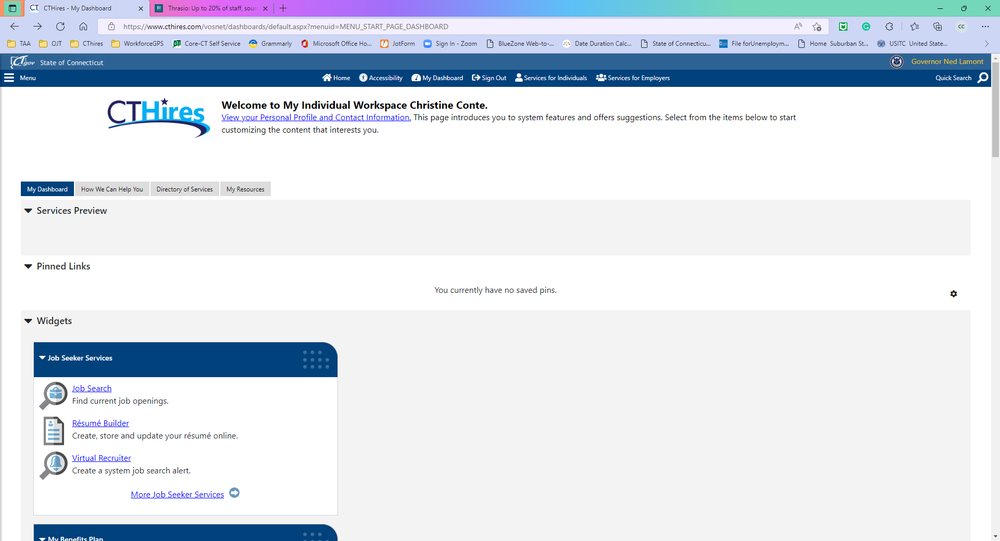 CT CTHires - My Dashboard
BI Thrasio: Up to 20% of staff, sour
https://www.cthires.com/vosnet/dashboards/default.aspx?menuid=MENU_START_PAGE_DASHBOARD
CC
TAA OJT CThires WorkforceGPS Core-CT Self Service Grammarly Microsoft Office Ho... JotForm Sign In - Zoom BlueZone Web-to-... Date Duration Calc... State of Connecticu... File forUnemploym... Home Suburban St... USITC United State...
CTgov State of Connecticut
Governor Ned Lamont
Menu Home Accessibility My Dashboard Sign Out Services for Individuals Services for Employers Quick Search
CTHires
Welcome to My Individual Workspace Christine Conte.
View your Personal Profile and Contact Information. This page introduces you to system features and offers suggestions. Select from the items below to start
customizing the content that interests you.
My Dashboard How We Can Help You Directory of Services My Resources
Services Preview
Pinned Links
You currently have no saved pins.
Widgets
Job Seeker Services
Job Search
Find current job openings.
Résumé Builder
Create, store and update your résumé online.
Virtual Recruiter
Create a system job search alert.
More Job Seeker Services
My Benefits Plan